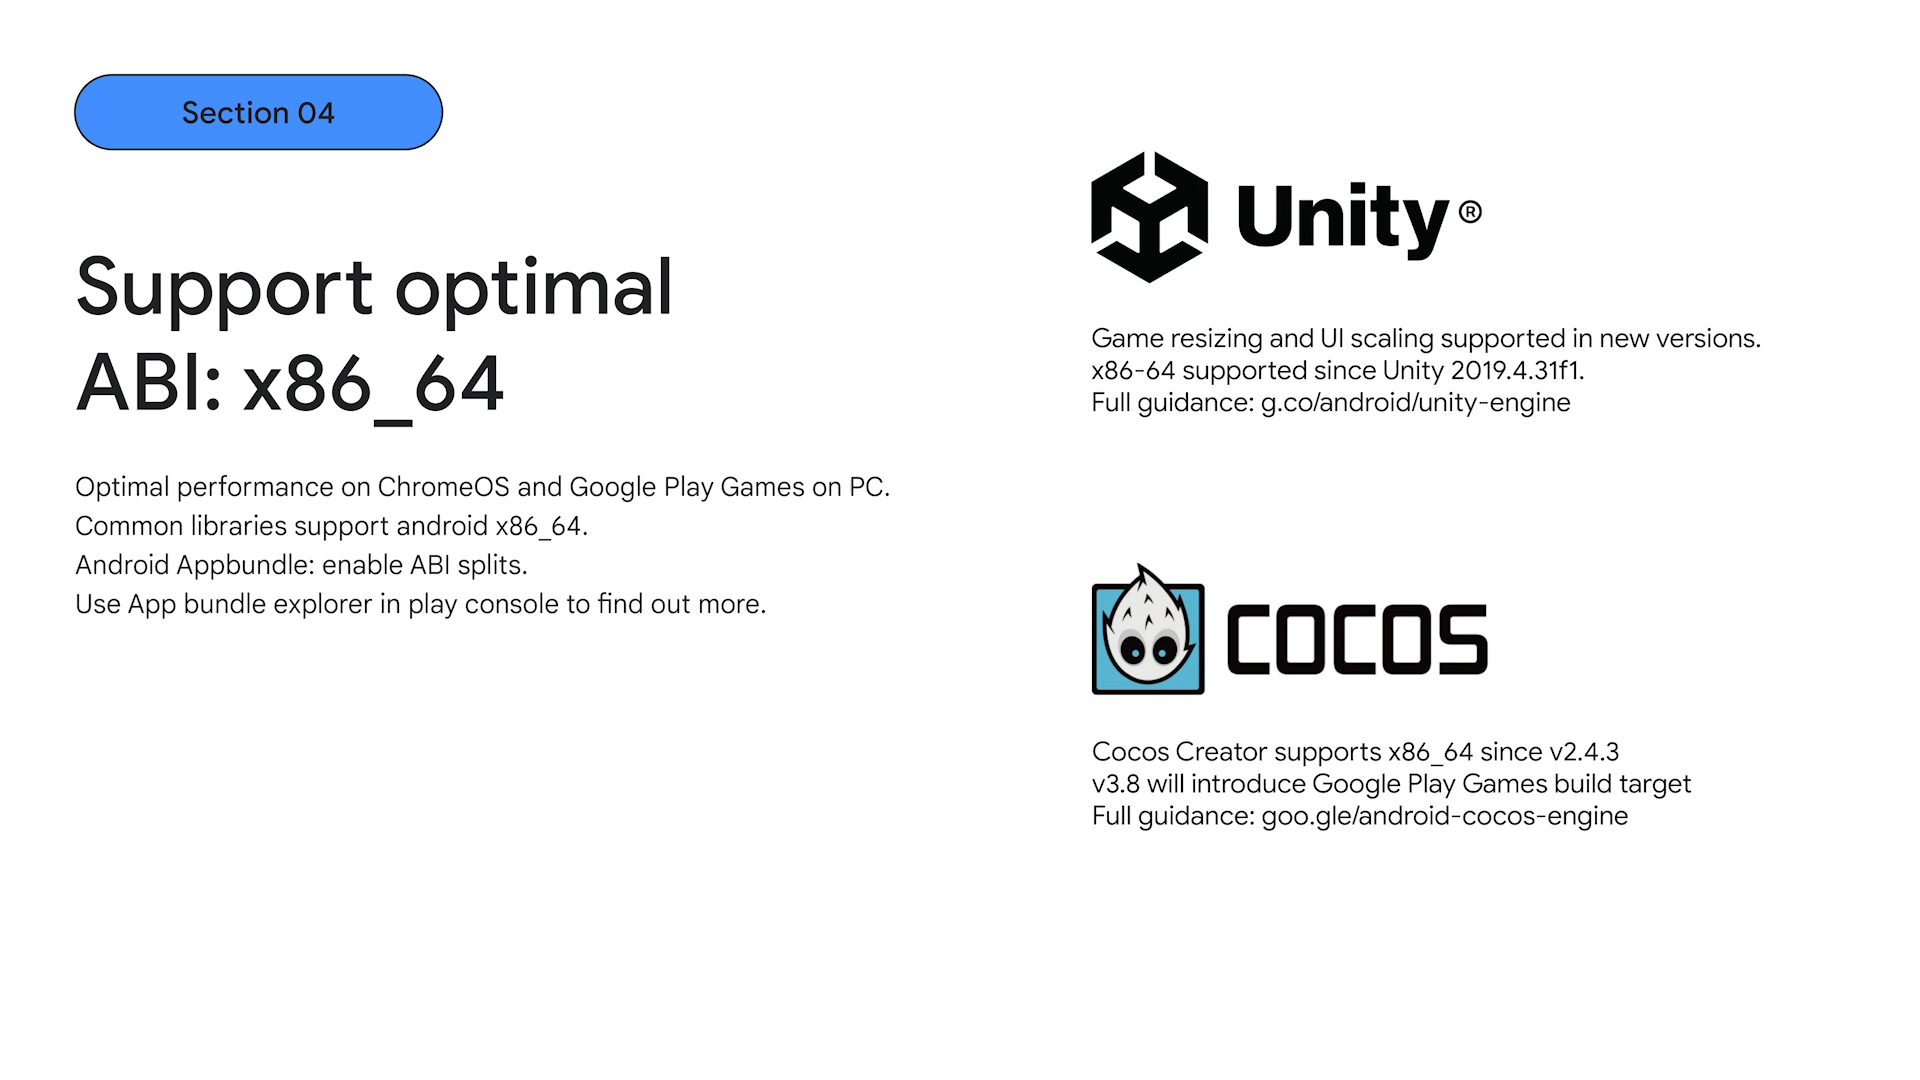 Section 04
Support optimal
ABI: x86_64
Optimal performance on ChromeOS and Google Play Games on PC.
Common libraries support android x86_64.
Android Appbundle: enable ABI splits.
Use App bundle explorer in play console to find out more.
Unity®
Game resizing and UI scaling supported in new versions.
x86-64 supported since Unity 2019.4.31f1.
Full guidance: g.co/android/unity-engine
COCOS
Cocos Creator supports x86_64 since v2.4.3
v3.8 will introduce Google Play Games build target
Full guidance: goo.gle/android-cocos-engine